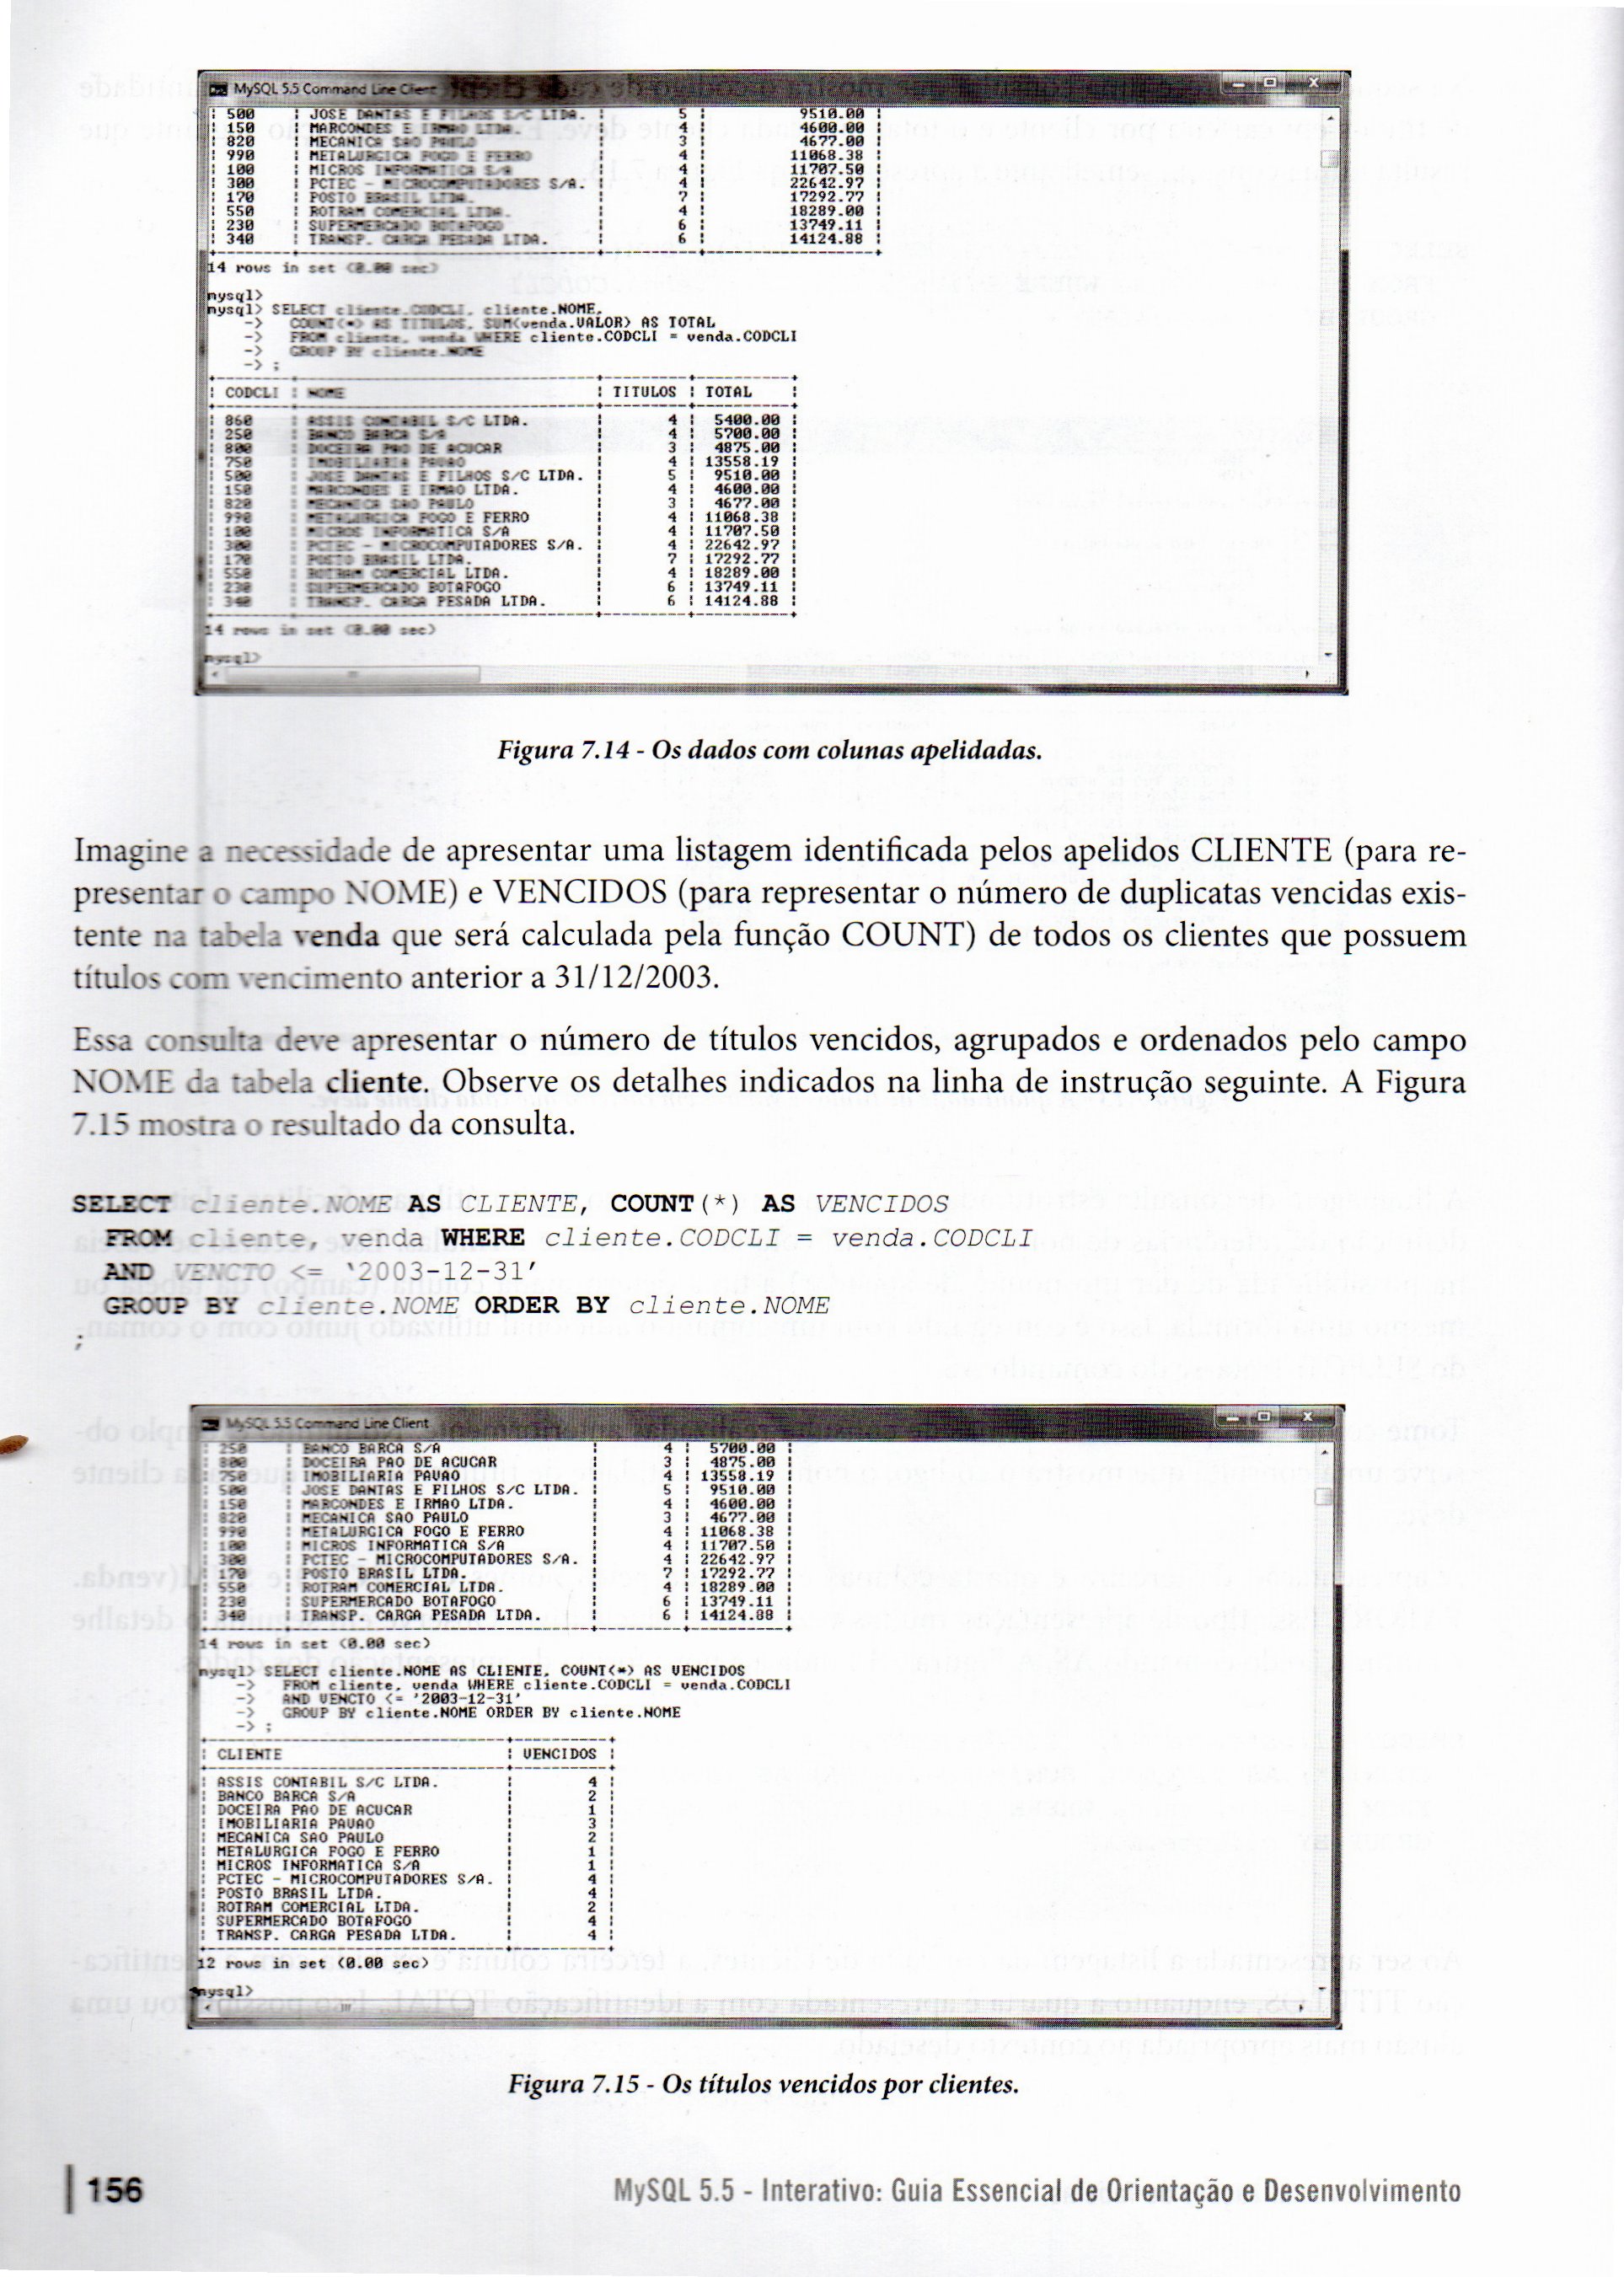 MySQL 5.5 Command Line Client
| 500 | JOSE DANTAS E FILHOS S/C LTDA. | 5 | 9510.00 |
| 150 | MARCONDES E IRMAO LTDA. | 4 | 4600.00 |
| 820 | MECANICA SAO PAULO | 3 | 4677.00 |
| 990 | METALURGICA FOGO E FERRO | 4 | 11068.38 |
| 100 | MICROS INFORMATICA S/A | 4 | 11707.50 |
| 300 | PCTEC - MICROCOMPUTADORES S/A. | 4 | 22642.97 |
| 170 | POSTO BRASIL LTDA. | 7 | 17292.77 |
| 550 | ROTRAM COMERCIAL LTDA. | 4 | 18289.00 |
| 230 | SUPERMERCADO BOTAFOGO | 6 | 13749.11 |
| 340 | TRANSP. CARGA PESADA LTDA. | 6 | 14124.88 |
14 rows in set (0.00 sec)
mysql>
mysql> SELECT cliente.CODCLI, cliente.NOME,
-> COUNT(*) AS TITULOS, SUM(venda.VALOR) AS TOTAL
-> FROM cliente, venda WHERE cliente.CODCLI = venda.CODCLI
-> GROUP BY cliente.NOME
-> ;
| CODCLI | NOME | TITULOS | TOTAL |
| 860 | ASSIS CONTABIL S/C LTDA. | 4 | 5400.00 |
| 250 | BANCO BARCA S/A | 4 | 5700.00 |
| 800 | DOCEIRA PAO DE ACUCAR | 3 | 4875.00 |
| 750 | IMOBILIARIA PAVAO | 4 | 13558.19 |
| 500 | JOSE DANTAS E FILHOS S/C LTDA. | 5 | 9510.00 |
| 150 | MARCONDES E IRMAO LTDA. | 4 | 4600.00 |
| 820 | MECANICA SAO PAULO | 3 | 4677.00 |
| 990 | METALURGICA FOGO E FERRO | 4 | 11068.38 |
| 100 | MICROS INFORMATICA S/A | 4 | 11707.50 |
| 300 | PCTEC - MICROCOMPUTADORES S/A. | 4 | 22642.97 |
| 170 | POSTO BRASIL LTDA. | 7 | 17292.77 |
| 550 | ROTRAM COMERCIAL LTDA. | 4 | 18289.00 |
| 230 | SUPERMERCADO BOTAFOGO | 6 | 13749.11 |
| 340 | TRANSP. CARGA PESADA LTDA. | 6 | 14124.88 |
14 rows in set (0.00 sec)
mysql>
Figura 7.14 - Os dados com colunas apelidadas.
Imagine a necessidade de apresentar uma listagem identificada pelos apelidos CLIENTE (para re-
presentar o campo NOME) e VENCIDOS (para representar o número de duplicatas vencidas exis-
tente na tabela venda que será calculada pela função COUNT) de todos os clientes que possuem
títulos com vencimento anterior a 31/12/2003.
Essa consulta deve apresentar o número de títulos vencidos, agrupados e ordenados pelo campo
NOME da tabela cliente. Observe os detalhes indicados na linha de instrução seguinte. A Figura
7.15 mostra o resultado da consulta.
SELECT cliente.NOME AS CLIENTE, COUNT(*) AS VENCIDOS
FROM cliente, venda WHERE cliente.CODCLI = venda.CODCLI
AND VENCTO <= ‘2003-12-31’
GROUP BY cliente.NOME ORDER BY cliente.NOME
;
MySQL 5.5 Command Line Client
| 250 | BANCO BARCA S/A | 4 | 5700.00 |
| 800 | DOCEIRA PAO DE ACUCAR | 3 | 4875.00 |
| 750 | IMOBILIARIA PAVAO | 4 | 13558.19 |
| 500 | JOSE DANTAS E FILHOS S/C LTDA. | 5 | 9510.00 |
| 150 | MARCONDES E IRMAO LTDA. | 4 | 4600.00 |
| 820 | MECANICA SAO PAULO | 3 | 4677.00 |
| 990 | METALURGICA FOGO E FERRO | 4 | 11068.38 |
| 100 | MICROS INFORMATICA S/A | 4 | 11707.50 |
| 300 | PCTEC - MICROCOMPUTADORES S/A. | 4 | 22642.97 |
| 170 | POSTO BRASIL LTDA. | 7 | 17292.77 |
| 550 | ROTRAM COMERCIAL LTDA. | 4 | 18289.00 |
| 230 | SUPERMERCADO BOTAFOGO | 6 | 13749.11 |
| 340 | TRANSP. CARGA PESADA LTDA. | 6 | 14124.88 |
14 rows in set (0.00 sec)
mysql> SELECT cliente.NOME AS CLIENTE, COUNT(*) AS VENCIDOS
-> FROM cliente, venda WHERE cliente.CODCLI = venda.CODCLI
-> AND VENCTO <= '2003-12-31'
-> GROUP BY cliente.NOME ORDER BY cliente.NOME
-> ;
| CLIENTE | VENCIDOS |
| ASSIS CONTABIL S/C LTDA. | 4 |
| BANCO BARCA S/A | 2 |
| DOCEIRA PAO DE ACUCAR | 1 |
| IMOBILIARIA PAVAO | 3 |
| MECANICA SAO PAULO | 2 |
| METALURGICA FOGO E FERRO | 1 |
| MICROS INFORMATICA S/A | 1 |
| PCTEC - MICROCOMPUTADORES S/A. | 4 |
| POSTO BRASIL LTDA. | 4 |
| ROTRAM COMERCIAL LTDA. | 2 |
| SUPERMERCADO BOTAFOGO | 4 |
| TRANSP. CARGA PESADA LTDA. | 4 |
12 rows in set (0.00 sec)
mysql>
Figura 7.15 - Os títulos vencidos por clientes.
156
MySQL 5.5 - Interativo: Guia Essencial de Orientação e Desenvolvimento